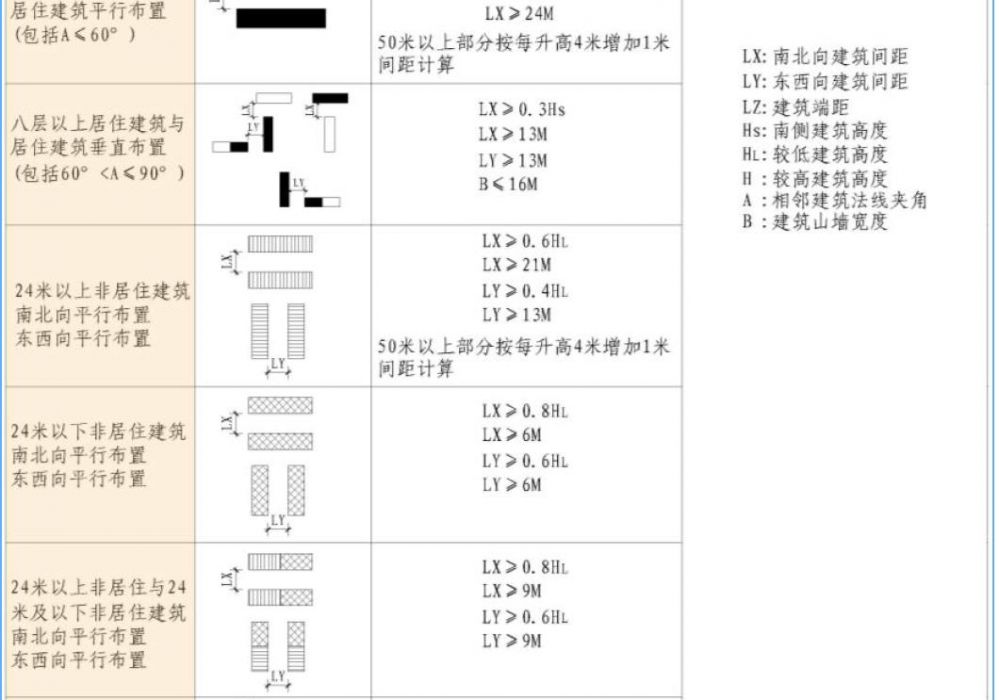 居住建筑平行布置
(包括A⩽60°)
LX⩾24M
50米以上部分按每升高4米增加1米
间距计算
八层以上居住建筑与
居住建筑垂直布置
(包括60°<A⩽90°)
LX
LY
LX
LY
LX⩾0.3Hs
LX⩾13M
LY⩾13M
B⩽16M
24米以上非居住建筑
南北向平行布置
东西向平行布置
LX
LY
LX⩾0.6HL
LX⩾21M
LY⩾0.4HL
LY⩾13M
50米以上部分按每升高4米增加1米
间距计算
24米以下非居住建筑
南北向平行布置
东西向平行布置
LX
LY
LX⩾0.8HL
LX⩾6M
LY⩾0.6HL
LY⩾6M
24米以上非居住与24
米及以下非居住建筑
南北向平行布置
东西向平行布置
LX
LY
LX⩾0.8HL
LX⩾9M
LY⩾0.6HL
LY⩾9M
LX:南北向建筑间距
LY:东西向建筑间距
LZ:建筑端距
Hs:南侧建筑高度
HL:较低建筑高度
H :较高建筑高度
A :相邻建筑法线夹角
B :建筑山墙宽度